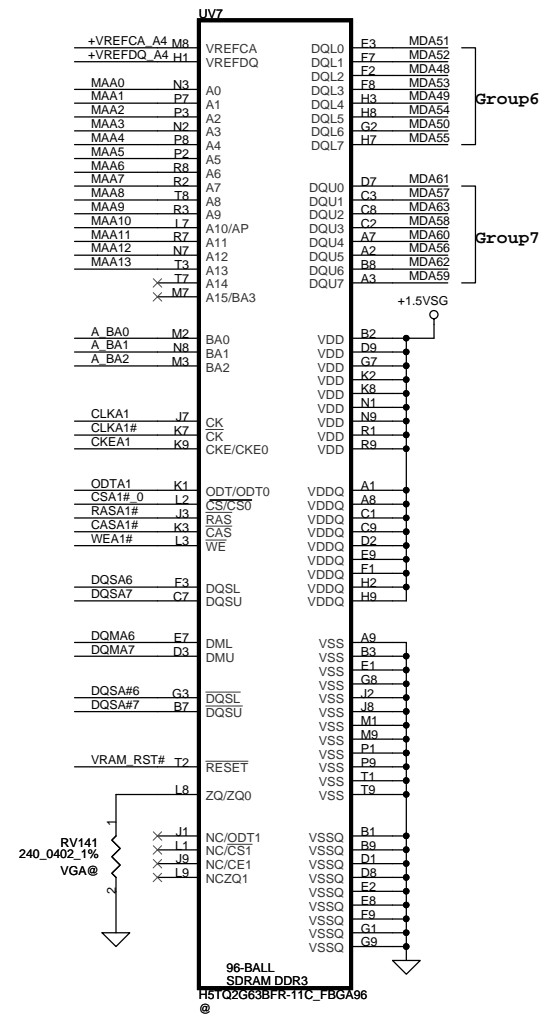 UV7
+VREFCA_A4 M8 VREFCA DQL0 E3 MDA51
+VREFDQ_A4 H1 VREFDQ DQL1 F7 MDA52
DQL2 F2 MDA48
MAA0 N3 A0 DQL3 F8 MDA53
MAA1 P7 A1 DQL4 H3 MDA49 Group6
MAA2 P3 A2 DQL5 H8 MDA54
MAA3 N2 A3 DQL6 G2 MDA50
MAA4 P8 A4 DQL7 H7 MDA55
MAA5 P2 A5
MAA6 R8 A6
MAA7 R2 A7 DQU0 D7 MDA61
MAA8 T8 A8 DQU1 C3 MDA57
MAA9 R3 A9 DQU2 C8 MDA63
MAA10 L7 A10/AP DQU3 C2 MDA58
MAA11 R7 A11 DQU4 A7 MDA60 Group7
MAA12 N7 A12 DQU5 A2 MDA56
MAA13 T3 A13 DQU6 B8 MDA62
T7 A14 DQU7 A3 MDA59
M7 A15/BA3
+1.5VSG
A_BA0 M2 BA0 VDD B2
A_BA1 N8 BA1 VDD D9
A_BA2 M3 BA2 VDD G7
VDD K2
VDD K8
VDD N1
CLKA1 J7 CK VDD N9
CLKA1# K7 CK VDD R1
CKEA1 K9 CKE/CKE0 VDD R9
ODTA1 K1 ODT/ODT0 VDDQ A1
CSA1#_0 L2 CS/CS0 VDDQ A8
RASA1# J3 RAS VDDQ C1
CASA1# K3 CAS VDDQ C9
WEA1# L3 WE VDDQ D2
VDDQ E9
VDDQ F1
DQSA6 F3 DQSL VDDQ H2
DQSA7 C7 DQSU VDDQ H9
DQMA6 E7 DML VSS A9
DQMA7 D3 DMU VSS B3
VSS E1
VSS G8
DQSA#6 G3 DQSL VSS J2
DQSA#7 B7 DQSU VSS J8
VSS M1
VSS M9
VSS P1
VRAM_RST# T2 RESET VSS P9
VSS T1
L8 ZQ/ZQ0 VSS T9
1
J1 NC/ODT1 VSSQ B1
RV141 L1 NC/CS1 VSSQ B9
240_0402_1% J9 NC/CE1 VSSQ D1
VGA@ L9 NCZQ1 VSSQ D8
2 VSSQ E2
VSSQ E8
VSSQ F9
VSSQ G1
VSSQ G9
96-BALL
SDRAM DDR3
H5TQ2G63BFR-11C_FBGA96
@